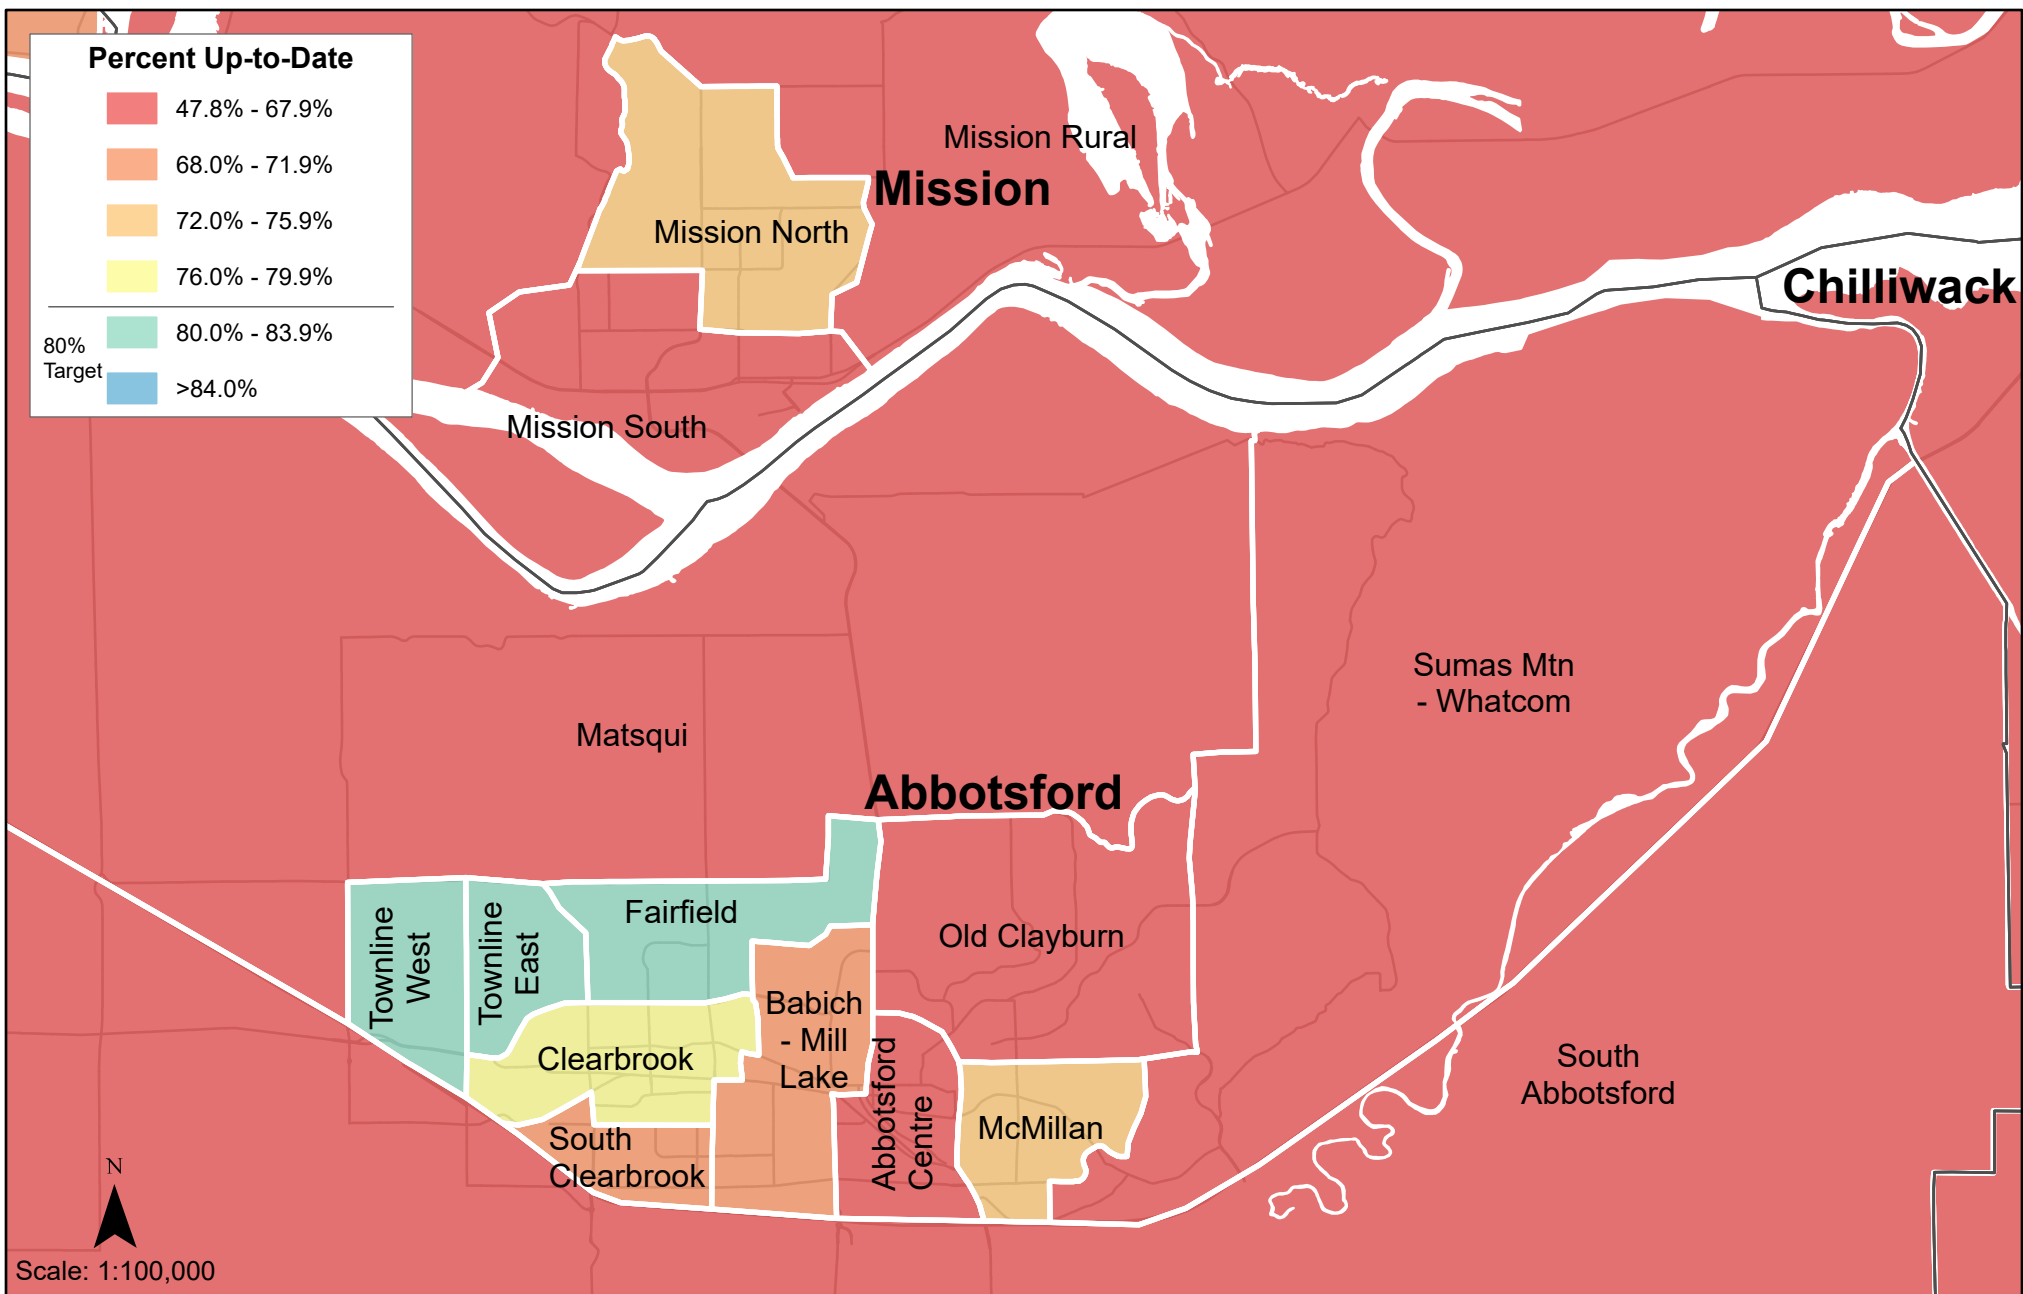 Percent Up-to-Date
47.8% - 67.9%
68.0% - 71.9%
72.0% - 75.9%
76.0% - 79.9%
80.0% - 83.9%
80%
Target
>84.0%
Mission Rural
Mission
Mission North
Chilliwack
Mission South
Sumas Mtn
- Whatcom
Matsqui
Abbotsford
Fairfield
Old Clayburn
Townline
West
Townline
East
Babich
- Mill
Lake
Clearbrook
Abbotsford
Centre
South
Abbotsford
McMillan
South
Clearbrook
N
Scale: 1:100,000